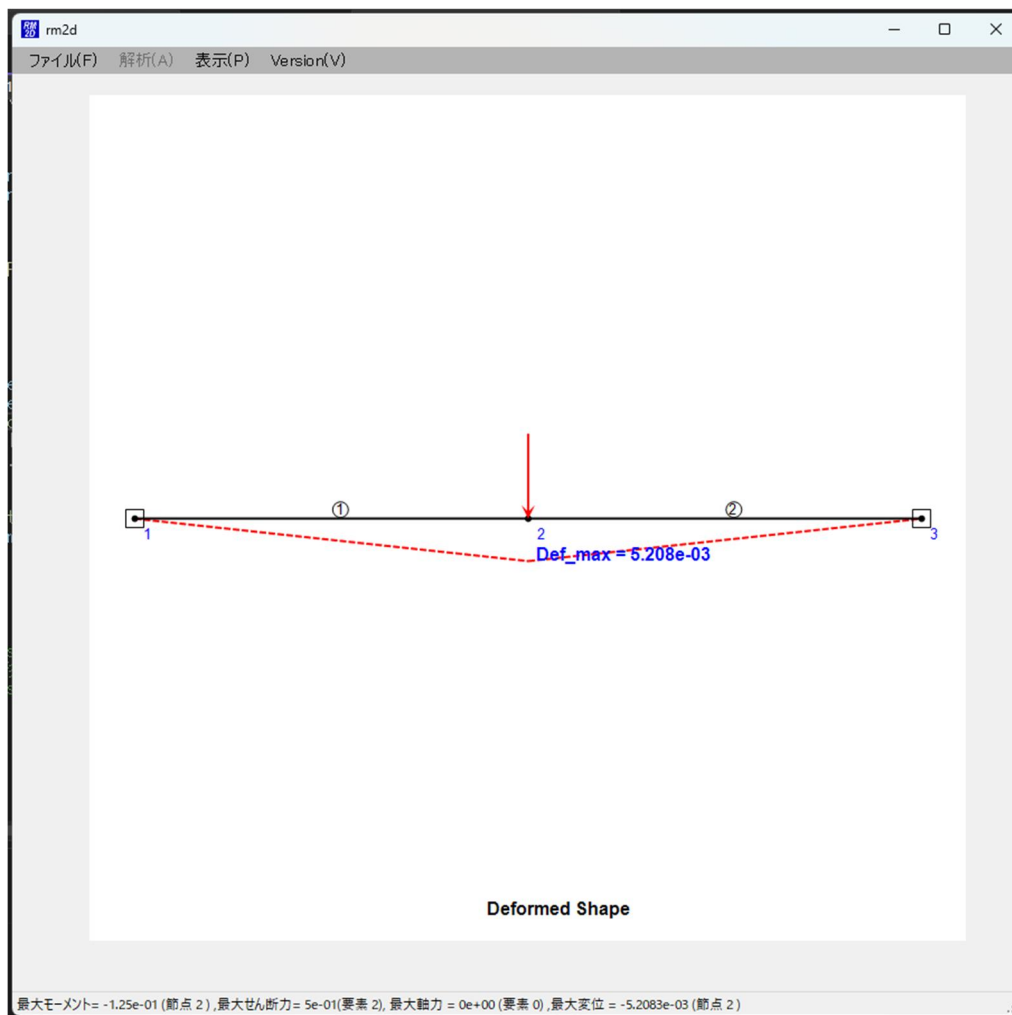 RM
2D
rm2d
ファイル(F) 解析(A) 表示(P) Version(V)
① ②
1 2 3
Def_max = 5.208e-03
Deformed Shape
最大モーメント= -1.25e-01 (節点 2 ) ,最大せん断力= 5e-01(要素 2), 最大軸力 = 0e+00 (要素 0) ,最大変位 = -5.2083e-03 (節点 2 )